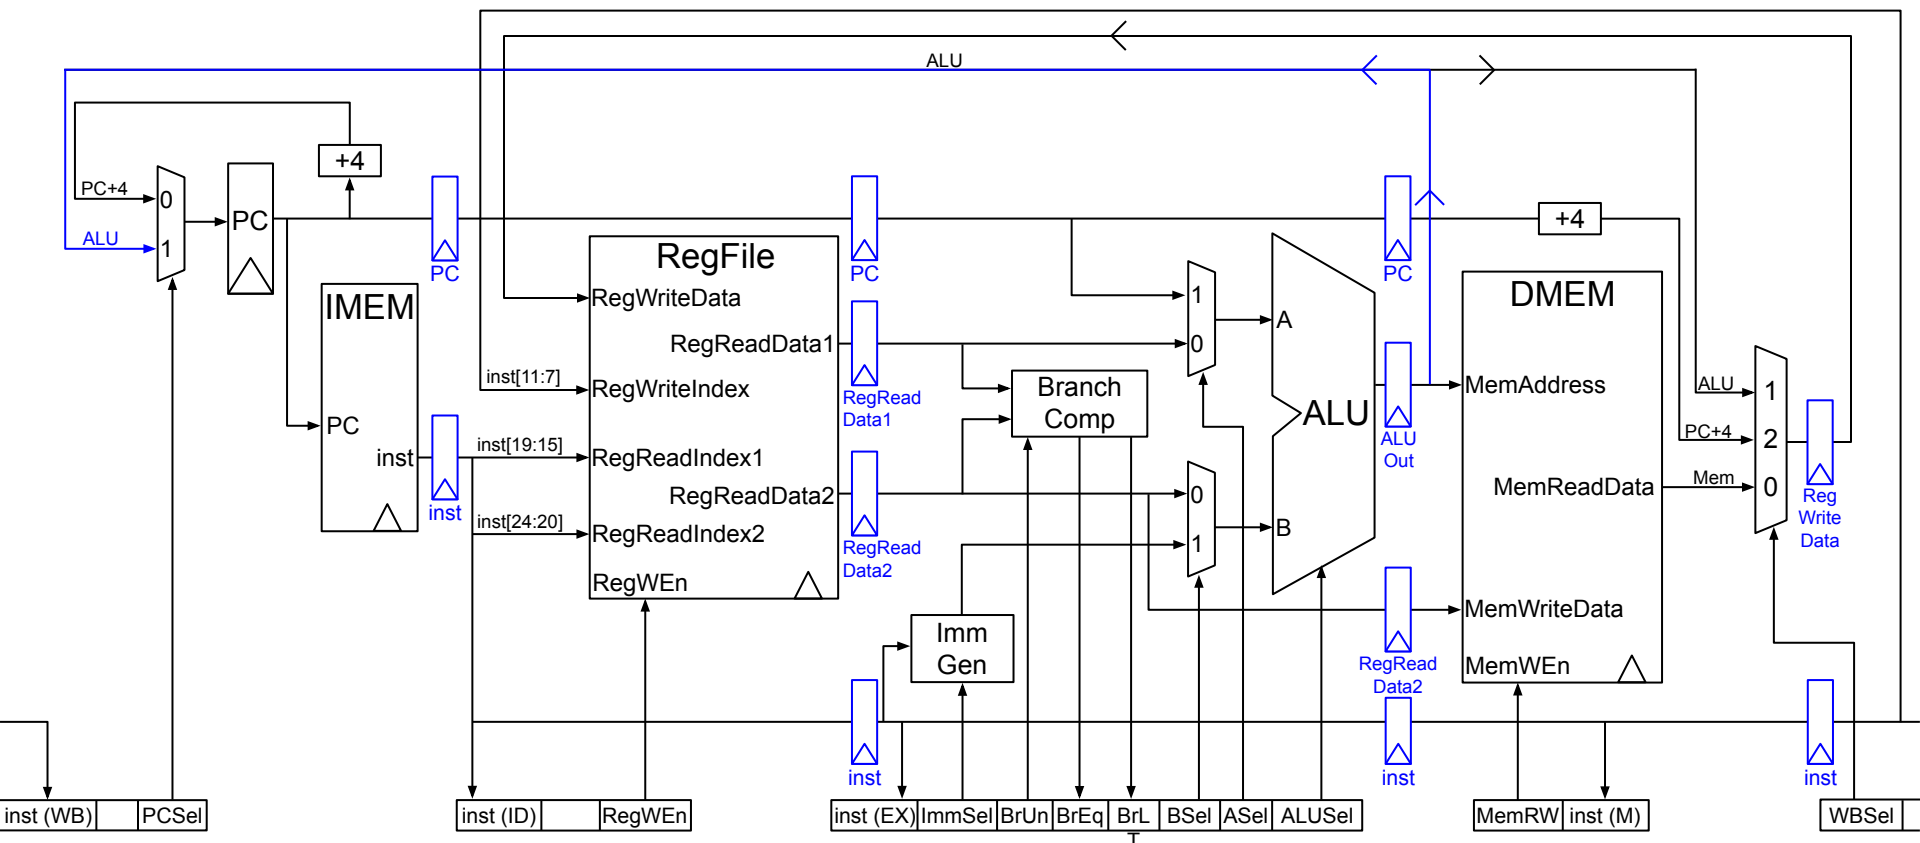 ALU
+4
PC+4
0
ALU
1
PC
PC
IMEM
PC
inst
inst
RegFile
RegWriteData
RegReadData1
inst[11:7]
RegWriteIndex
inst[19:15]
RegReadIndex1
RegReadData2
inst[24:20]
RegReadIndex2
RegWEn
PC
RegRead
Data1
RegRead
Data2
Branch
Comp
Imm
Gen
inst
1
0
0
1
A
B
ALU
PC
ALU
Out
RegRead
Data2
inst
+4
DMEM
MemAddress
MemReadData
MemWriteData
MemWEn
ALU
1
PC+4
2
Mem
0
Reg
Write
Data
inst
inst (WB)
PCSel
inst (ID)
RegWEn
inst (EX)
ImmSel
BrUn
BrEq
BrL
T
BSel
ASel
ALUSel
MemRW
inst (M)
WBSel